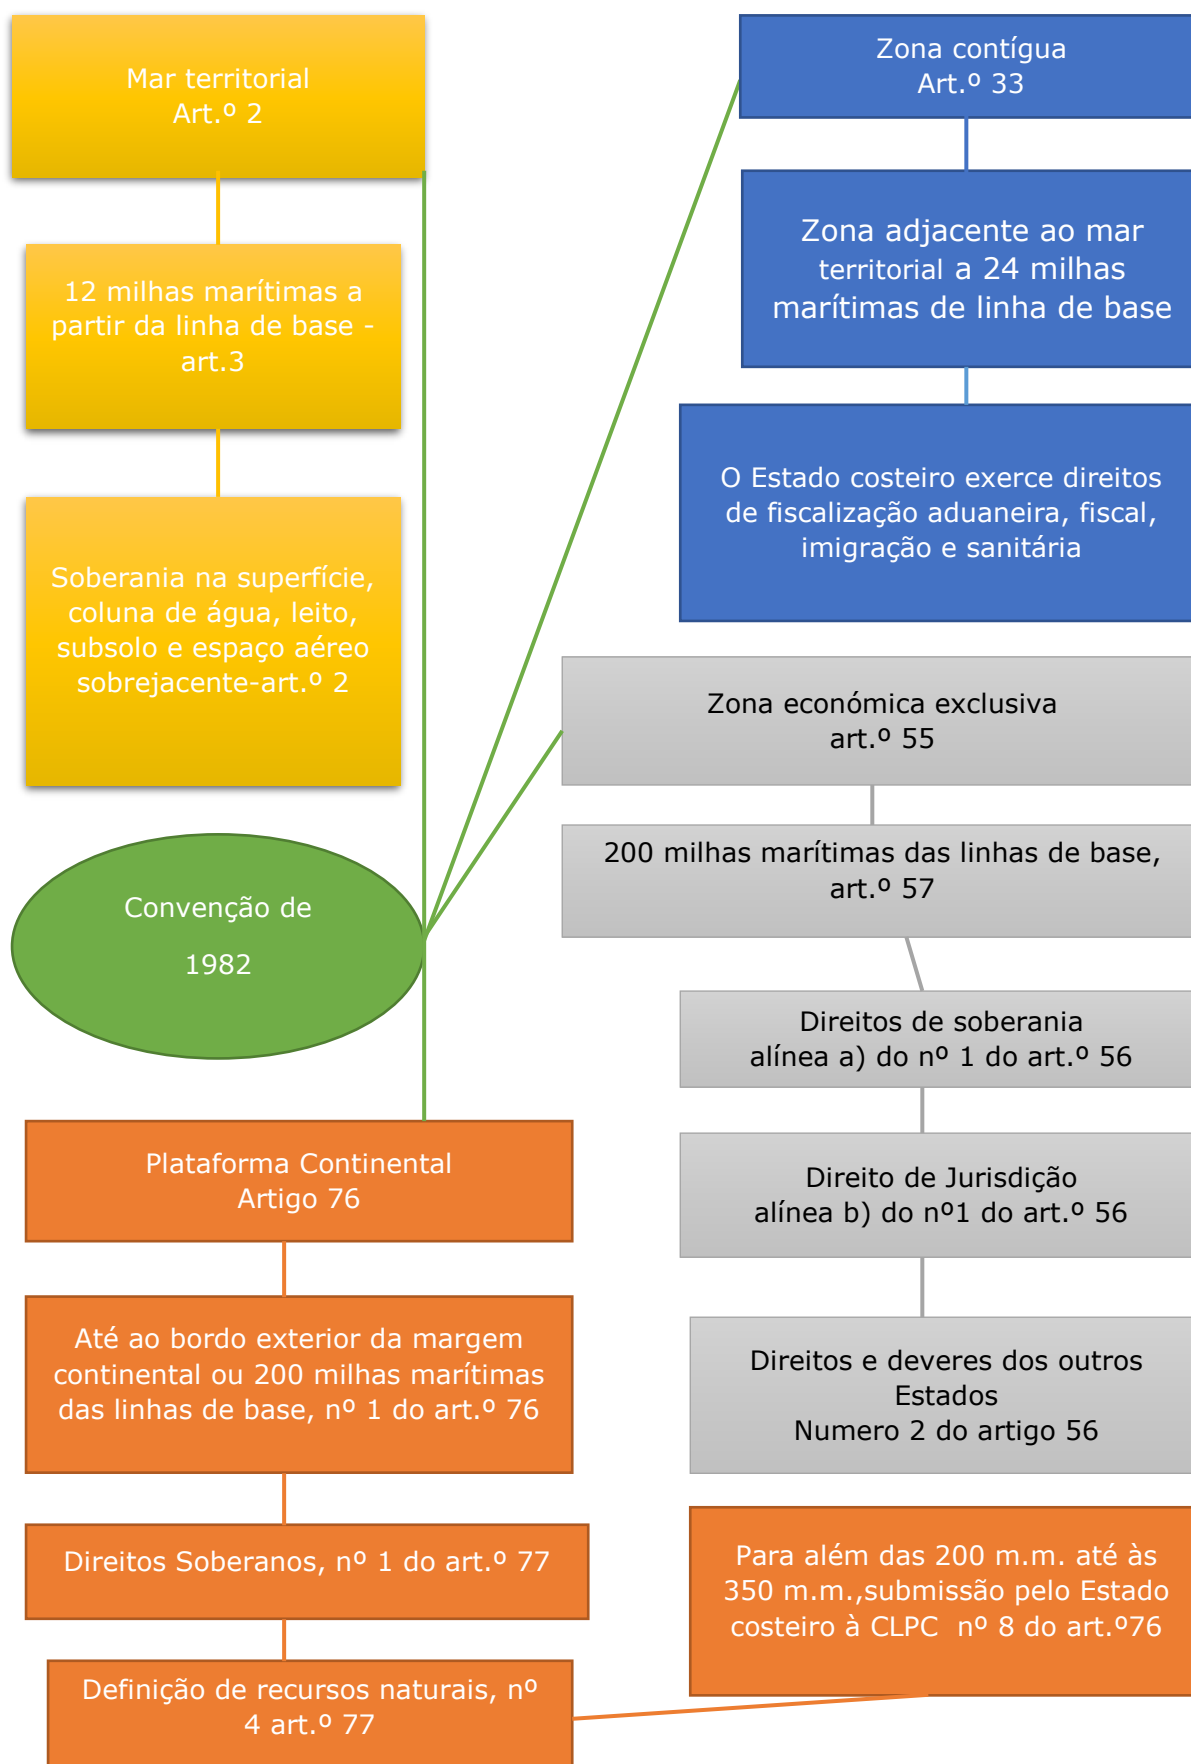 Mar territorial
Art.º 2
12 milhas marítimas a
partir da linha de base -
art.3
Soberania na superfície,
coluna de água, leito,
subsolo e espaço aéreo
sobrejacente-art.º 2
Convenção de
1982
Zona contígua
Art.º 33
Zona adjacente ao mar
territorial a 24 milhas
marítimas de linha de base
O Estado costeiro exerce direitos
de fiscalização aduaneira, fiscal,
imigração e sanitária
Zona económica exclusiva
art.º 55
200 milhas marítimas das linhas de base,
art.º 57
Direitos de soberania
alínea a) do nº 1 do art.º 56
Direito de Jurisdição
alínea b) do nº1 do art.º 56
Direitos e deveres dos outros
Estados
Numero 2 do artigo 56
Plataforma Continental
Artigo 76
Até ao bordo exterior da margem
continental ou 200 milhas marítimas
das linhas de base, nº 1 do art.º 76
Direitos Soberanos, nº 1 do art.º 77
Definição de recursos naturais, nº
4 art.º 77
Para além das 200 m.m. até às
350 m.m.,submissão pelo Estado
costeiro à CLPC nº 8 do art.º76